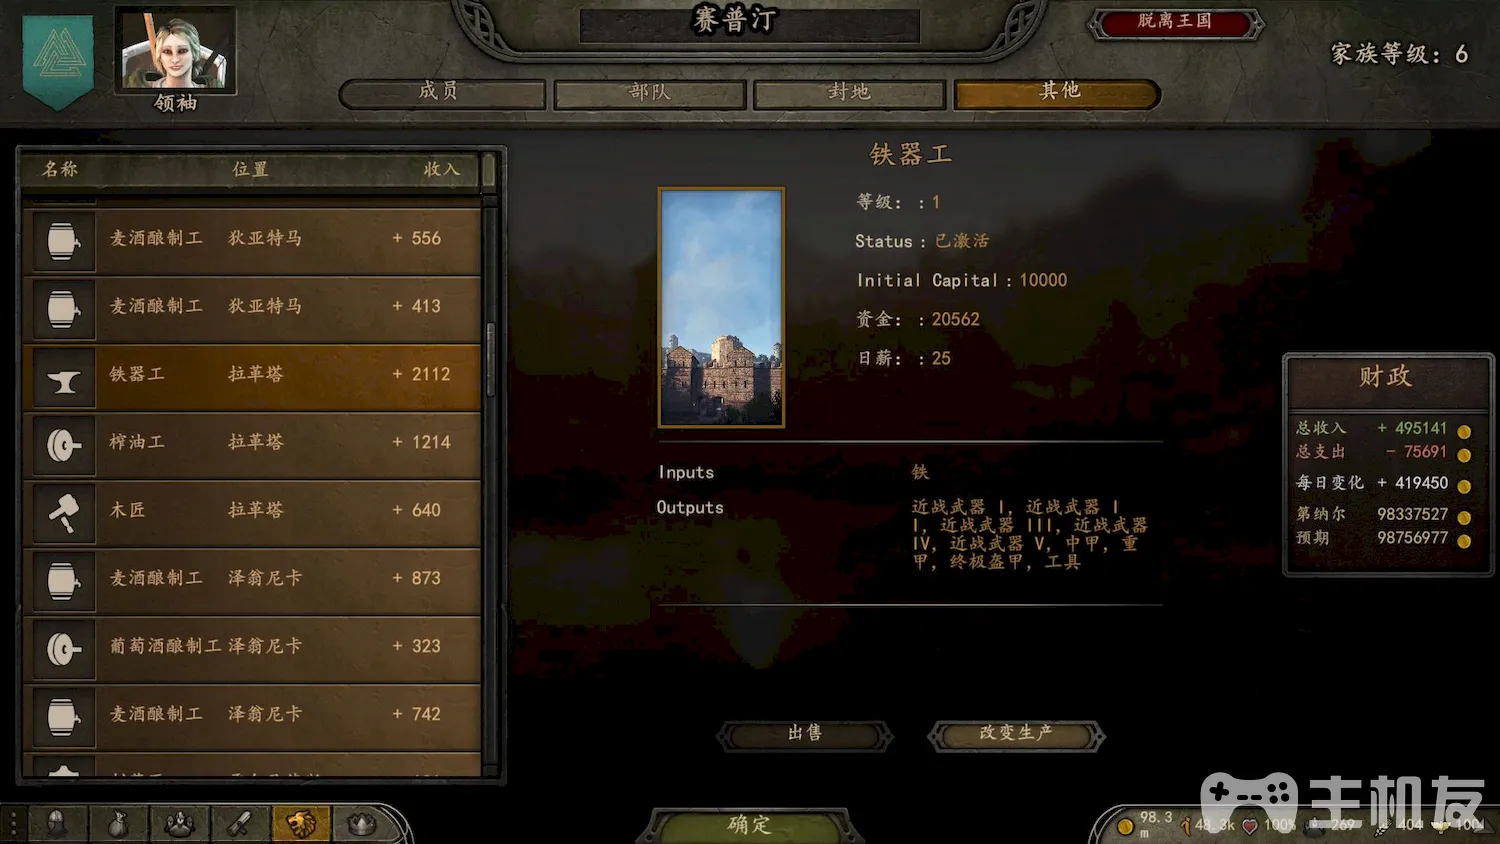 赛普汀
脱离王国
家族等级: 6
领袖
成员
部队
封地
其他
名称 位置 收入
麦酒酿制工 狄亚特马 + 556
麦酒酿制工 狄亚特马 + 413
铁器工 拉革塔 + 2112
榨油工 拉革塔 + 1214
木匠 拉革塔 + 640
麦酒酿制工 泽翁尼卡 + 873
葡萄酒酿制工 泽翁尼卡 + 323
麦酒酿制工 泽翁尼卡 + 742
铁器工
等级: : 1
Status : 已激活
Initial Capital : 10000
资金: : 20562
日薪: : 25
Inputs 铁
Outputs 近战武器 I, 近战武器 I
I, 近战武器 III, 近战武器
IV, 近战武器 V, 中甲, 重
甲, 终极盔甲, 工具
出售
改变生产
财政
总收入 + 495141
总支出 - 75691
每日变化 + 419450
第纳尔 98337527
预期 98756977
确定
98.3
m
48.3k
100%
269
404
100
主机友